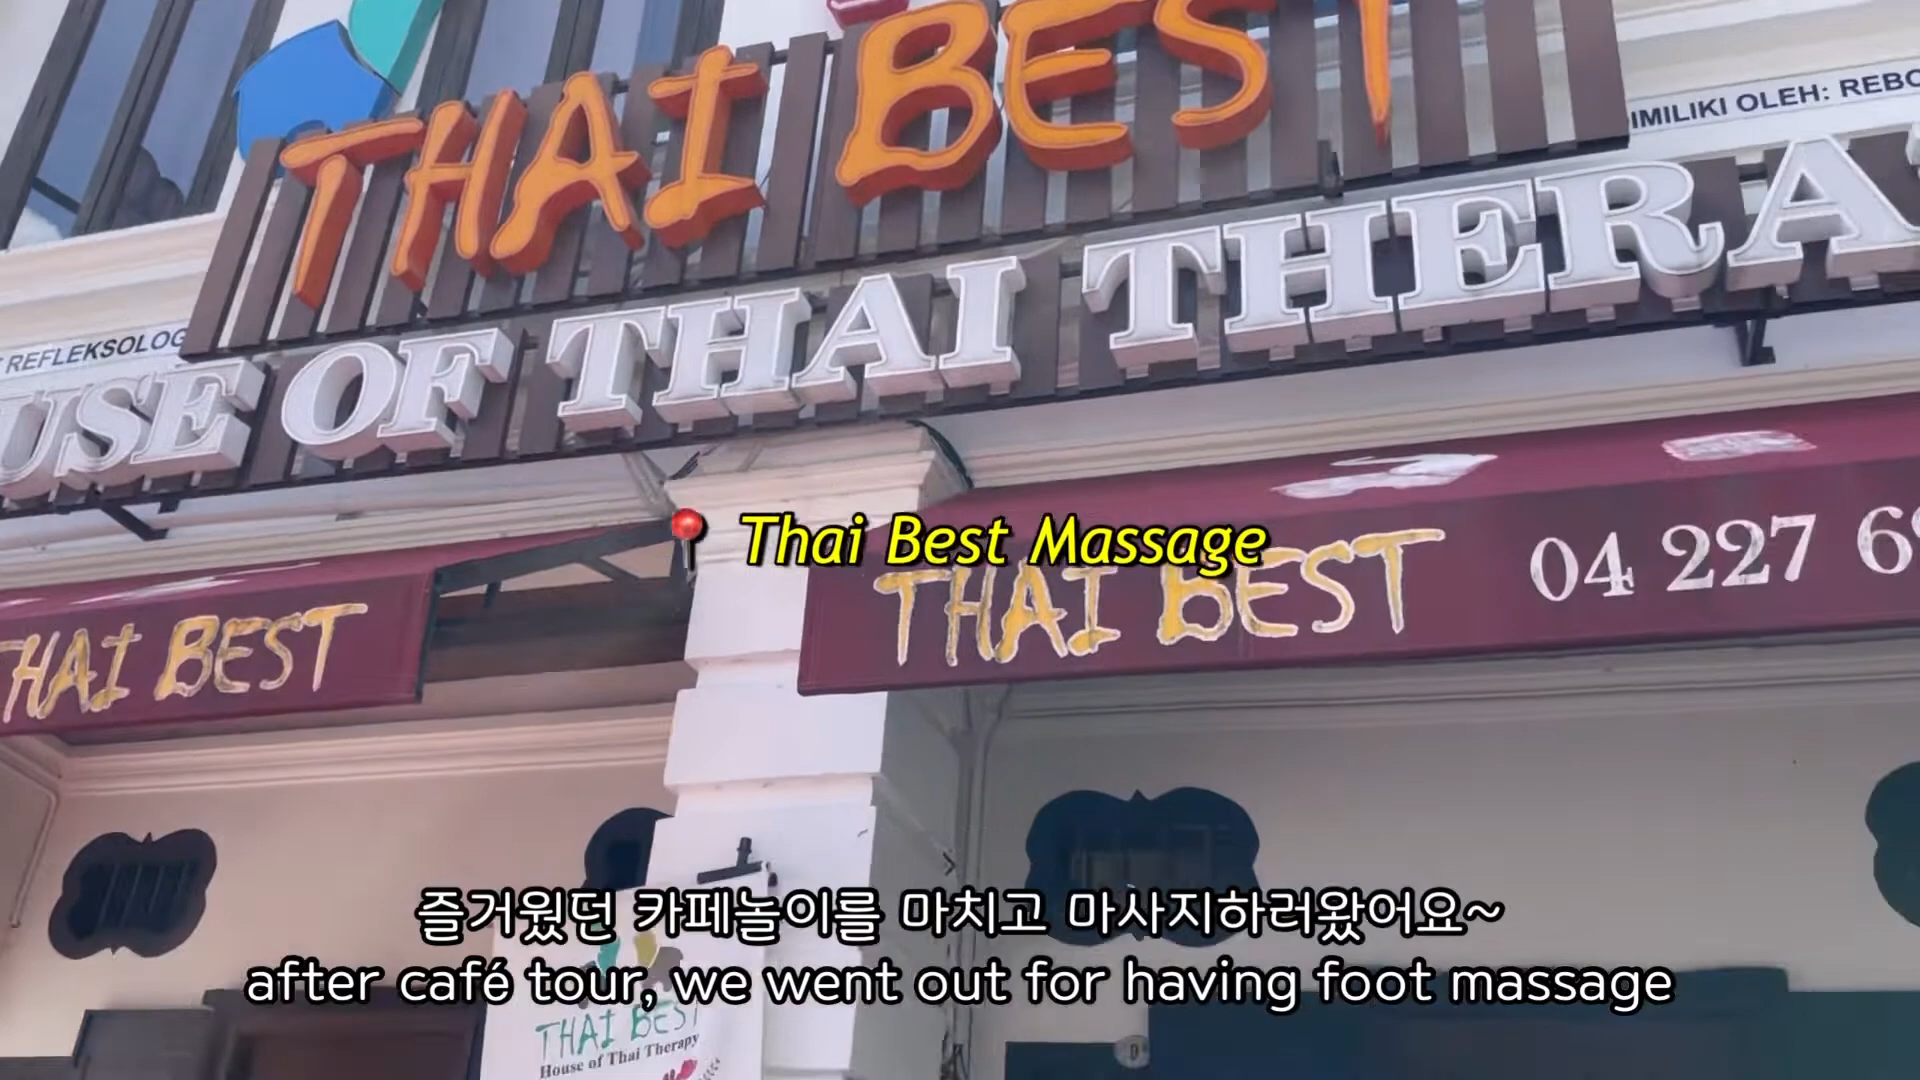 THAI BEST
IMILIKI OLEH: REBO
REFLEKSOLOG
USE OF THAI THERA
Thai Best Massage
THAI BEST 04 227 6
THAI BEST
즐거웠던 카페놀이를 마치고 마사지하러왔어요~
after café tour, we went out for having foot massage
THAI BEST
House of Thai Therapy